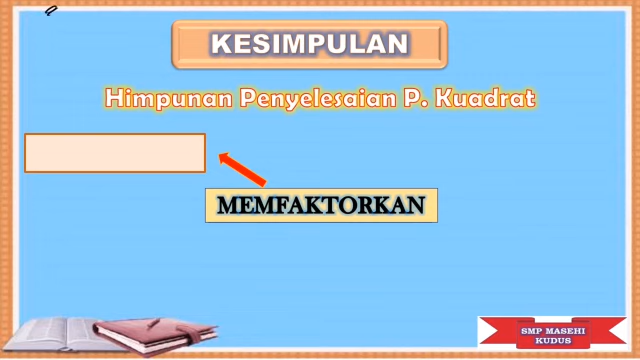 KESIMPULAN
Himpunan Penyelesaian P. Kuadrat
MEMFAKTORKAN
SMP MASEHI
KUDUS